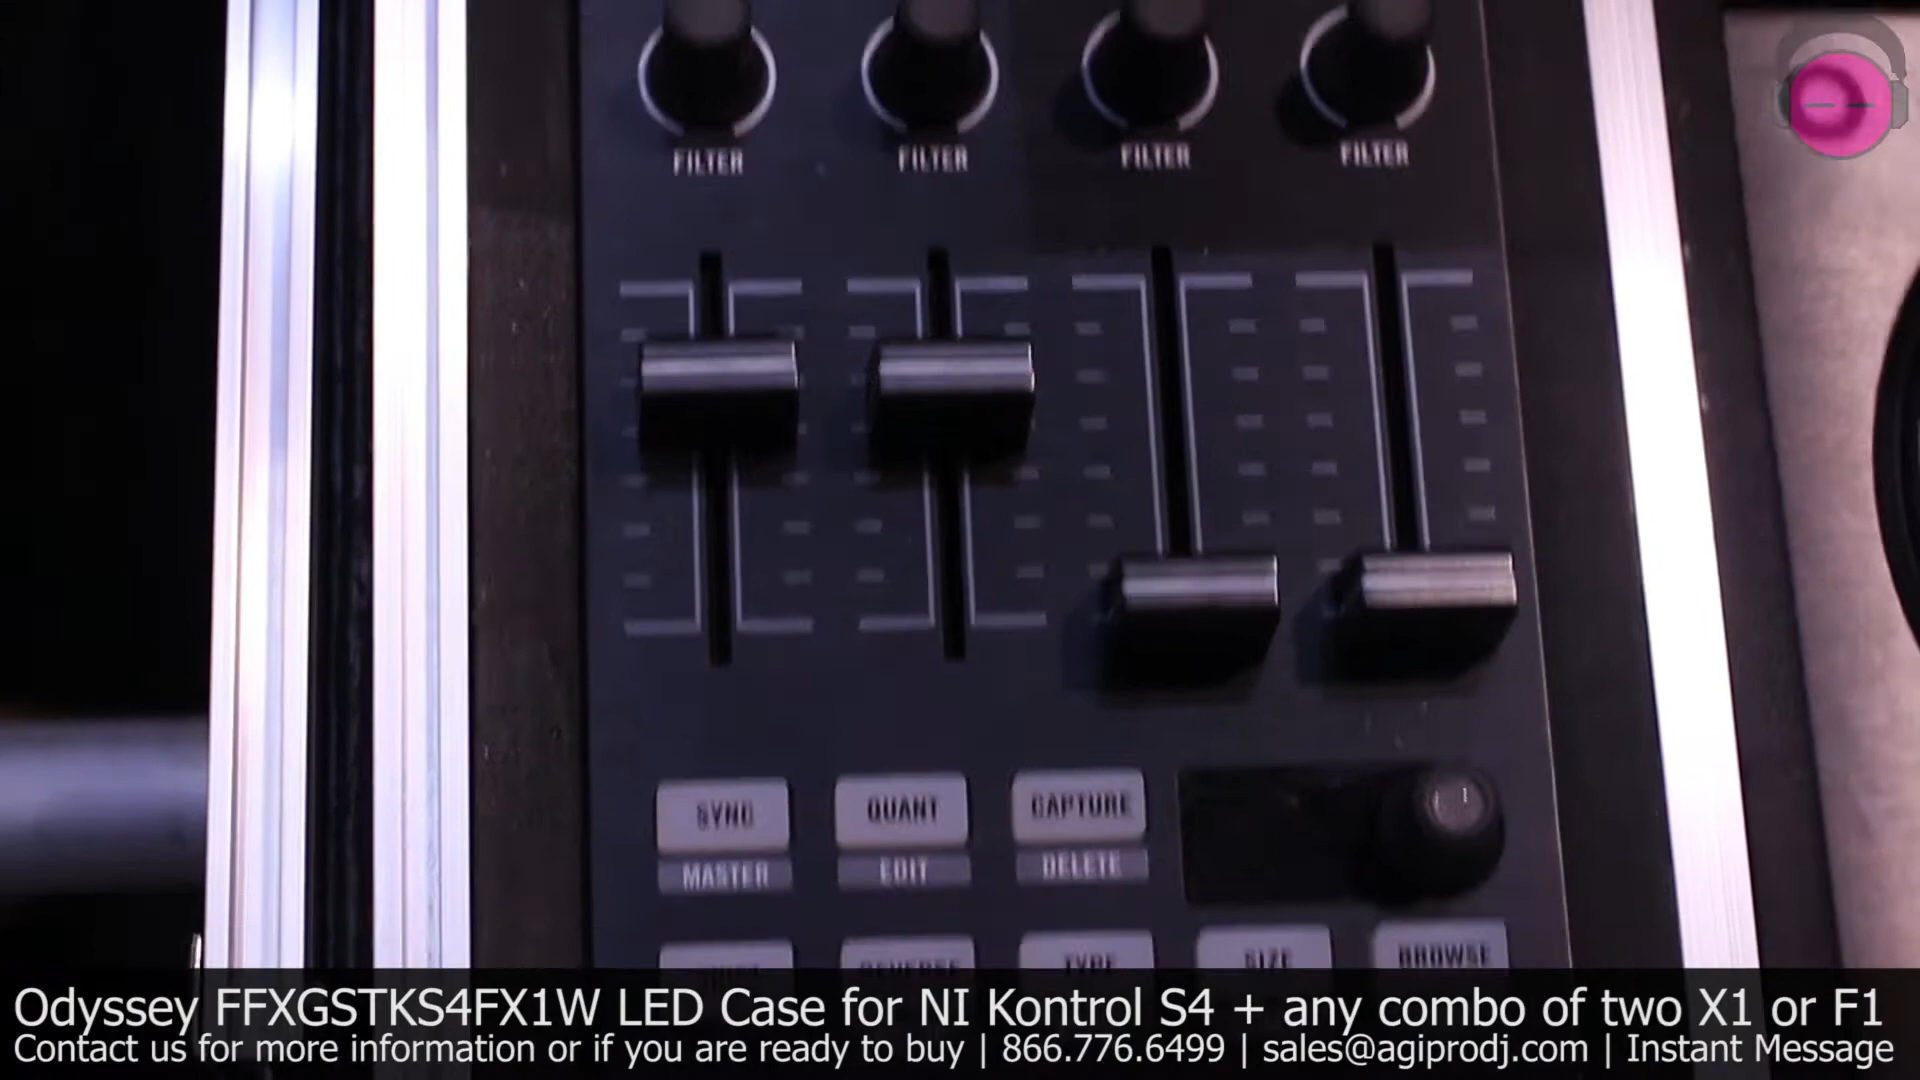 FILTER FILTER FILTER FILTER
SYNC QUANT CAPTURE
MASTER EDIT DELETE
REVERSE TYPE SIZE BROWSE
Odyssey FFXGSTKS4FX1W LED Case for NI Kontrol S4 + any combo of two X1 or F1
Contact us for more information or if you are ready to buy | 866.776.6499 | sales@agiprodj.com | Instant Message